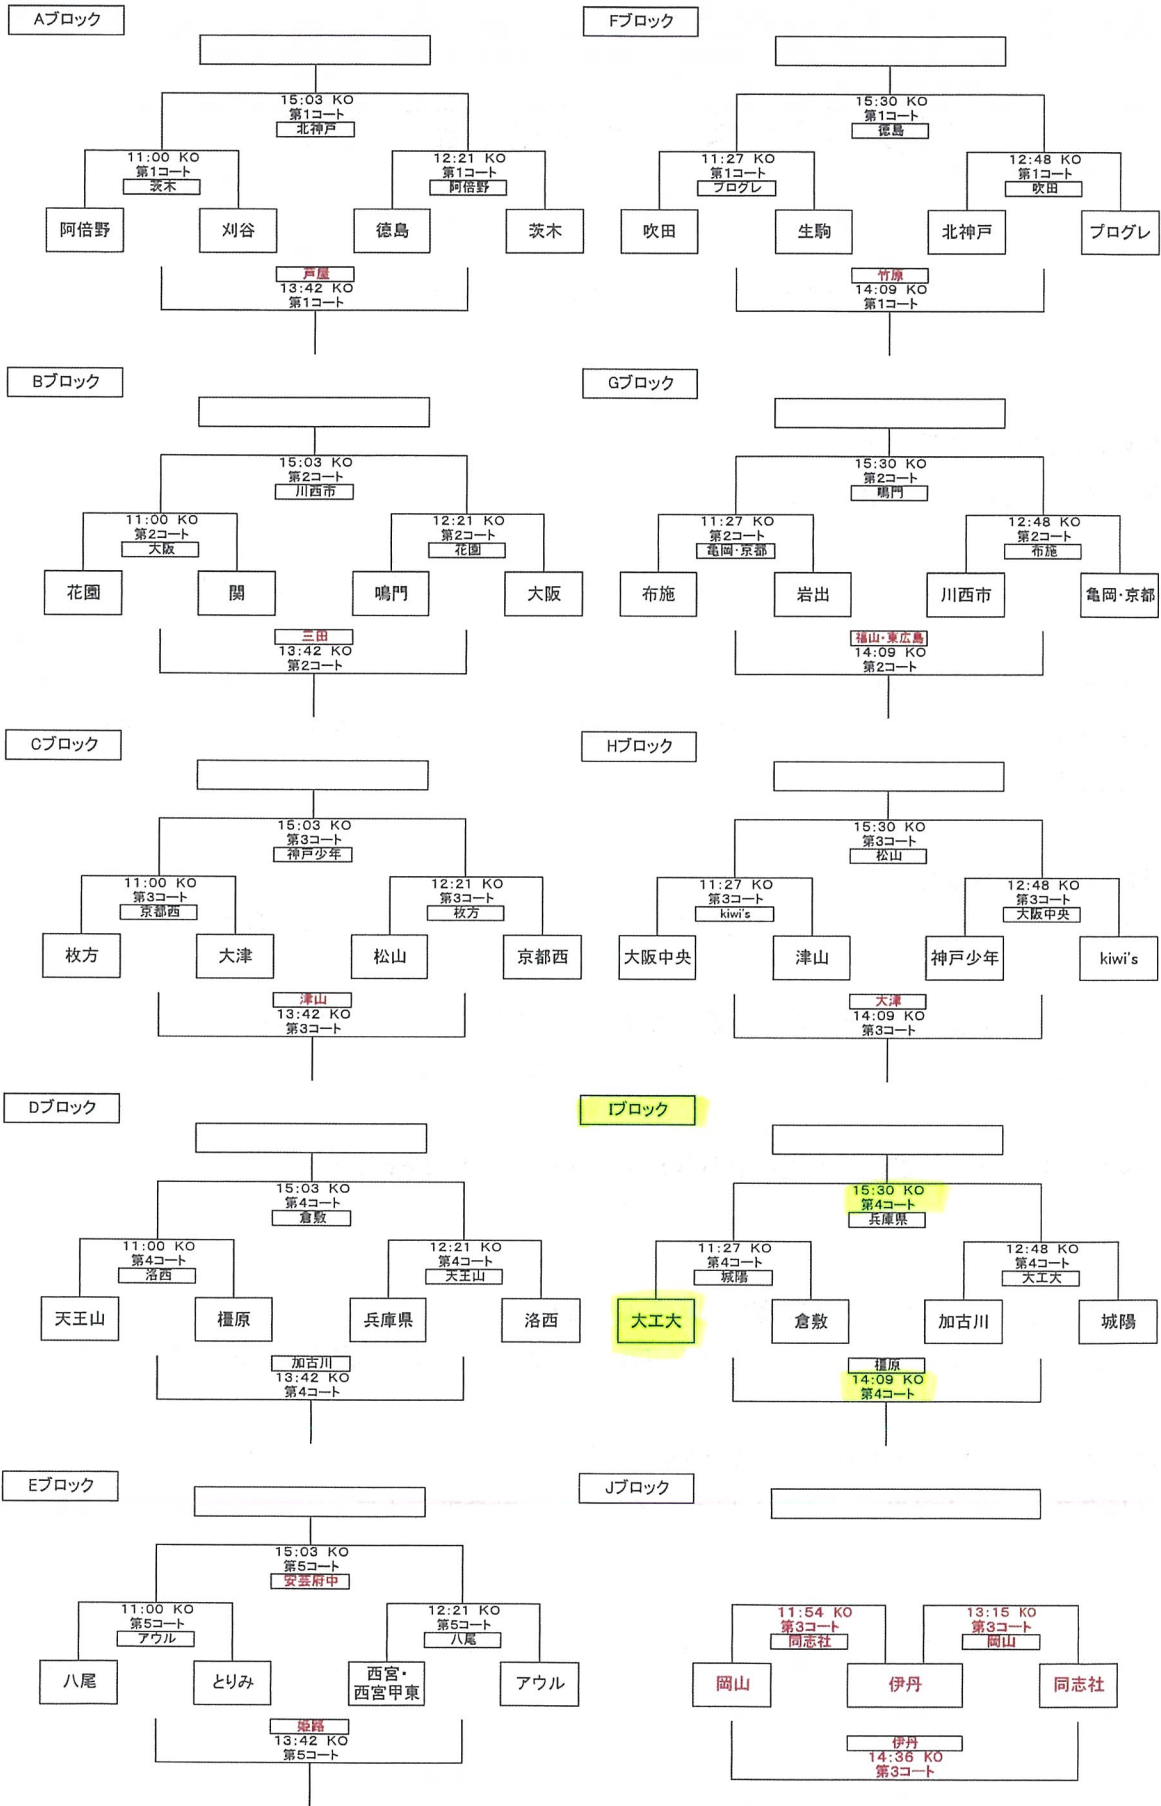 Aブロック
15:03 KO
第1コート
北神戸
11:00 KO
第1コート
茨木
12:21 KO
第1コート
阿倍野
阿倍野
刈谷
徳島
茨木
芦屋
13:42 KO
第1コート
Fブロック
15:30 KO
第1コート
徳島
11:27 KO
第1コート
プログレ
12:48 KO
第1コート
吹田
吹田
生駒
北神戸
プログレ
竹原
14:09 KO
第1コート
Bブロック
15:03 KO
第2コート
川西市
11:00 KO
第2コート
大阪
12:21 KO
第2コート
花園
花園
関
鳴門
大阪
三田
13:42 KO
第2コート
Gブロック
15:30 KO
第2コート
鳴門
11:27 KO
第2コート
亀岡・京都
12:48 KO
第2コート
布施
布施
岩出
川西市
亀岡・京都
福山・東広島
14:09 KO
第2コート
Cブロック
15:03 KO
第3コート
神戸少年
11:00 KO
第3コート
京都西
12:21 KO
第3コート
枚方
枚方
大津
松山
京都西
津山
13:42 KO
第3コート
Hブロック
15:30 KO
第3コート
松山
11:27 KO
第3コート
kiwi's
12:48 KO
第3コート
大阪中央
大阪中央
津山
神戸少年
kiwi's
大津
14:09 KO
第3コート
Dブロック
15:03 KO
第4コート
倉敷
11:00 KO
第4コート
洛西
12:21 KO
第4コート
天王山
天王山
橿原
兵庫県
洛西
加古川
13:42 KO
第4コート
Iブロック
15:30 KO
第4コート
兵庫県
11:27 KO
第4コート
城陽
12:48 KO
第4コート
大工大
大工大
倉敷
加古川
城陽
橿原
14:09 KO
第4コート
Eブロック
15:03 KO
第5コート
安芸府中
11:00 KO
第5コート
アウル
12:21 KO
第5コート
八尾
八尾
とりみ
西宮・
西宮甲東
アウル
姫路
13:42 KO
第5コート
Jブロック
11:54 KO
第3コート
同志社
13:15 KO
第3コート
岡山
岡山
伊丹
同志社
伊丹
14:36 KO
第3コート